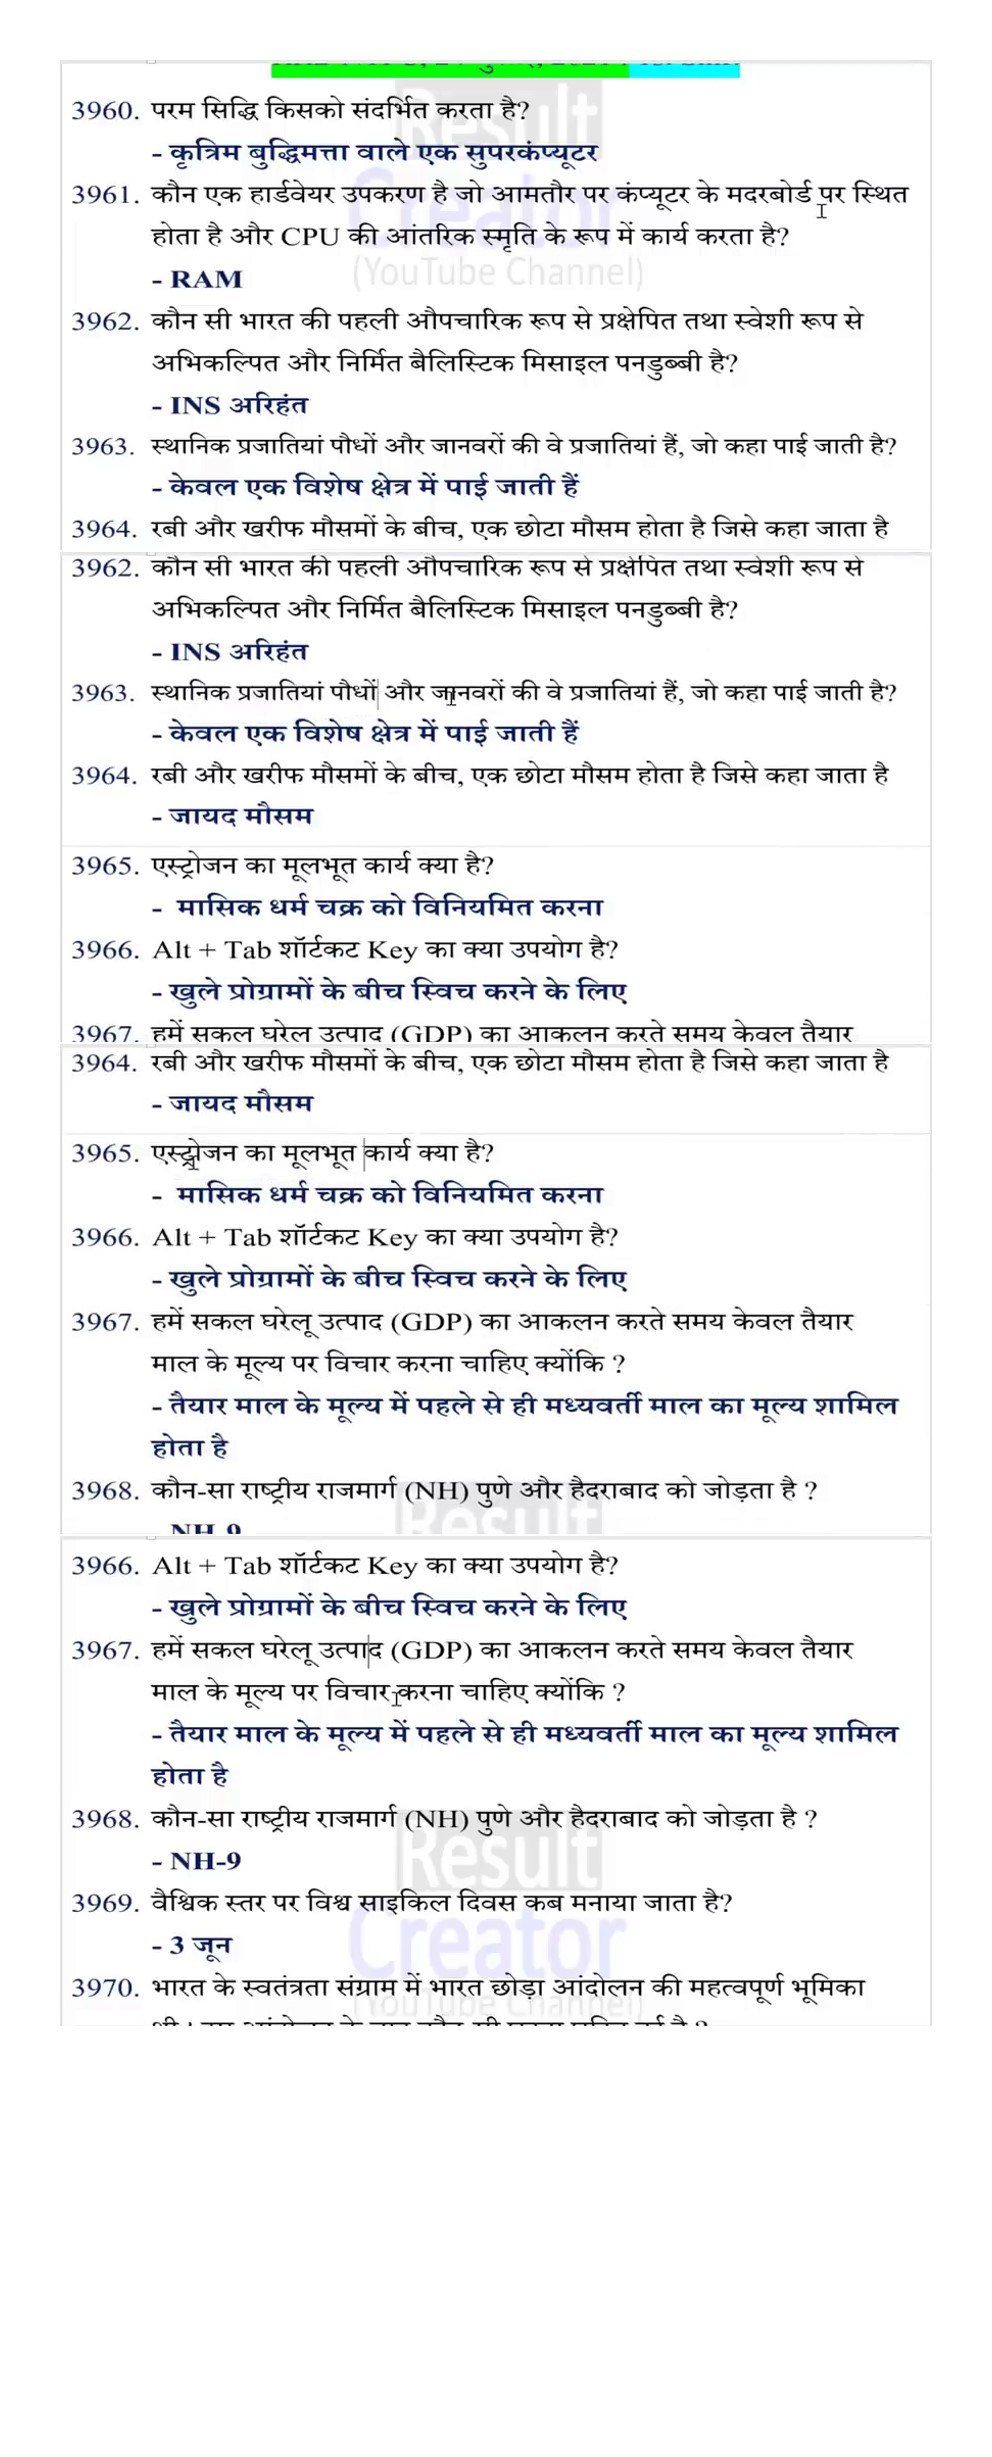 Result
3960. परम सिद्धि किसको संदर्भित करता है?
- कृत्रिम बुद्धिमत्ता वाले एक सुपरकंप्यूटर
Creator
3961. कौन एक हार्डवेयर उपकरण है जो आमतौर पर कंप्यूटर के मदरबोर्ड पर स्थित
होता है और CPU की आंतरिक स्मृति के रूप में कार्य करता है?
(YouTube Channel)
- RAM
3962. कौन सी भारत की पहली औपचारिक रूप से प्रक्षेपित तथा स्वेशी रूप से
अभिकल्पित और निर्मित बैलिस्टिक मिसाइल पनडुब्बी है?
- INS अरिहंत
3963. स्थानिक प्रजातियां पौधों और जानवरों की वे प्रजातियां हैं, जो कहा पाई जाती है?
- केवल एक विशेष क्षेत्र में पाई जाती हैं
3964. रबी और खरीफ मौसमों के बीच, एक छोटा मौसम होता है जिसे कहा जाता है
3962. कौन सी भारत की पहली औपचारिक रूप से प्रक्षेपित तथा स्वेशी रूप से
अभिकल्पित और निर्मित बैलिस्टिक मिसाइल पनडुब्बी है?
- INS अरिहंत
3963. स्थानिक प्रजातियां पौधों और जानवरों की वे प्रजातियां हैं, जो कहा पाई जाती है?
- केवल एक विशेष क्षेत्र में पाई जाती हैं
3964. रबी और खरीफ मौसमों के बीच, एक छोटा मौसम होता है जिसे कहा जाता है
- जायद मौसम
3965. एस्ट्रोजन का मूलभूत कार्य क्या है?
- मासिक धर्म चक्र को विनियमित करना
3966. Alt + Tab शॉर्टकट Key का क्या उपयोग है?
- खुले प्रोग्रामों के बीच स्विच करने के लिए
3967. हमें सकल घरेलू उत्पाद (GDP) का आकलन करते समय केवल तैयार
3964. रबी और खरीफ मौसमों के बीच, एक छोटा मौसम होता है जिसे कहा जाता है
- जायद मौसम
3965. एस्ट्रोजन का मूलभूत कार्य क्या है?
- मासिक धर्म चक्र को विनियमित करना
3966. Alt + Tab शॉर्टकट Key का क्या उपयोग है?
- खुले प्रोग्रामों के बीच स्विच करने के लिए
3967. हमें सकल घरेलू उत्पाद (GDP) का आकलन करते समय केवल तैयार
माल के मूल्य पर विचार करना चाहिए क्योंकि ?
- तैयार माल के मूल्य में पहले से ही मध्यवर्ती माल का मूल्य शामिल
होता है
3968. कौन-सा राष्ट्रीय राजमार्ग (NH) पुणे और हैदराबाद को जोड़ता है ?
Result
NH-9
3966. Alt + Tab शॉर्टकट Key का क्या उपयोग है?
- खुले प्रोग्रामों के बीच स्विच करने के लिए
3967. हमें सकल घरेलू उत्पाद (GDP) का आकलन करते समय केवल तैयार
माल के मूल्य पर विचार करना चाहिए क्योंकि ?
- तैयार माल के मूल्य में पहले से ही मध्यवर्ती माल का मूल्य शामिल
होता है
3968. कौन-सा राष्ट्रीय राजमार्ग (NH) पुणे और हैदराबाद को जोड़ता है ?
Result
- NH-9
3969. वैश्विक स्तर पर विश्व साइकिल दिवस कब मनाया जाता है?
Creator
- 3 जून
3970. भारत के स्वतंत्रता संग्राम में भारत छोड़ा आंदोलन की महत्वपूर्ण भूमिका
(YouTube Channel)